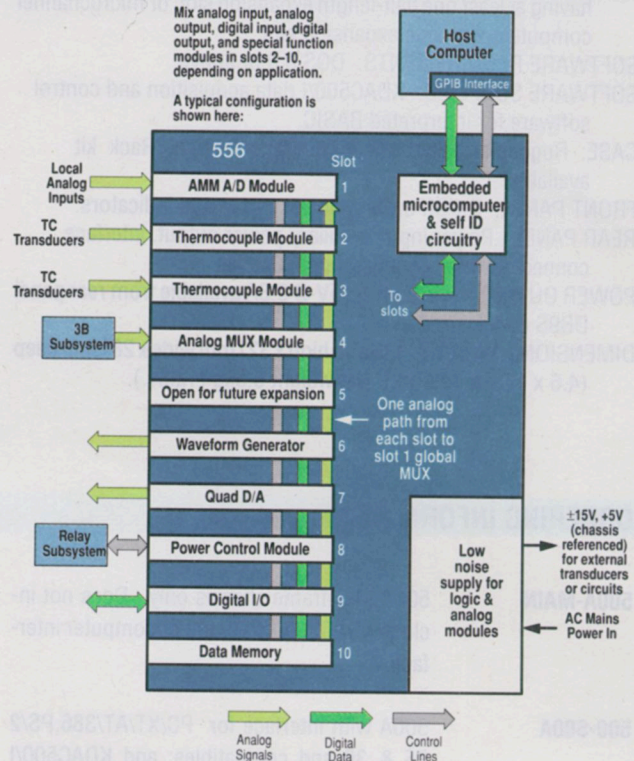 Mix analog input, analog
output, digital input, digital
output, and special function
modules in slots 2–10,
depending on application.
A typical configuration is
shown here:
Host
Computer
GPIB Interface
Embedded
microcomputer
& self ID
circuitry
To
slots
556
Slot
Local
Analog
Inputs
AMM A/D Module
1
TC
Transducers
Thermocouple Module
2
TC
Transducers
Thermocouple Module
3
3B
Subsystem
Analog MUX Module
4
Open for future expansion
5
One analog
path from
each slot to
slot 1 global
MUX
Waveform Generator
6
Quad D/A
7
Relay
Subsystem
Power Control Module
8
Digital I/O
9
Data Memory
10
Low
noise
supply for
logic &
analog
modules
±15V, +5V
(chassis
referenced)
for external
transducers
or circuits
AC Mains
Power In
Analog
Signals
Digital
Data
Control
Lines